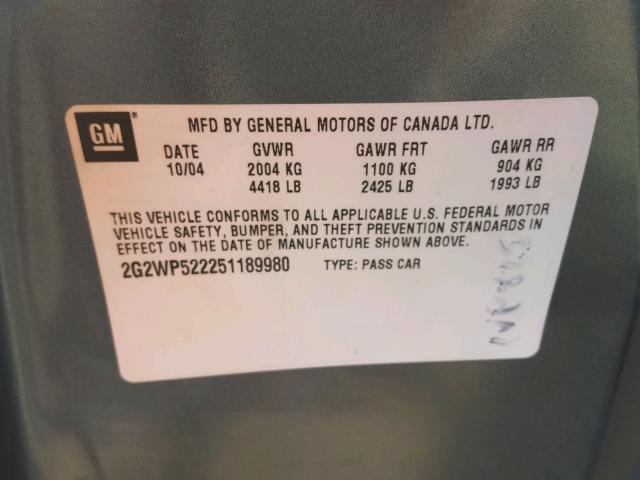 GM ® MFD BY GENERAL MOTORS OF CANADA LTD.
DATE GVWR GAWR FRT GAWR RR
10/04 2004 KG 1100 KG 904 KG
4418 LB 2425 LB 1993 LB
THIS VEHICLE CONFORMS TO ALL APPLICABLE U.S. FEDERAL MOTOR
VEHICLE SAFETY, BUMPER, AND THEFT PREVENTION STANDARDS IN
EFFECT ON THE DATE OF MANUFACTURE SHOWN ABOVE.
2G2WP522251189980 TYPE: PASS CAR